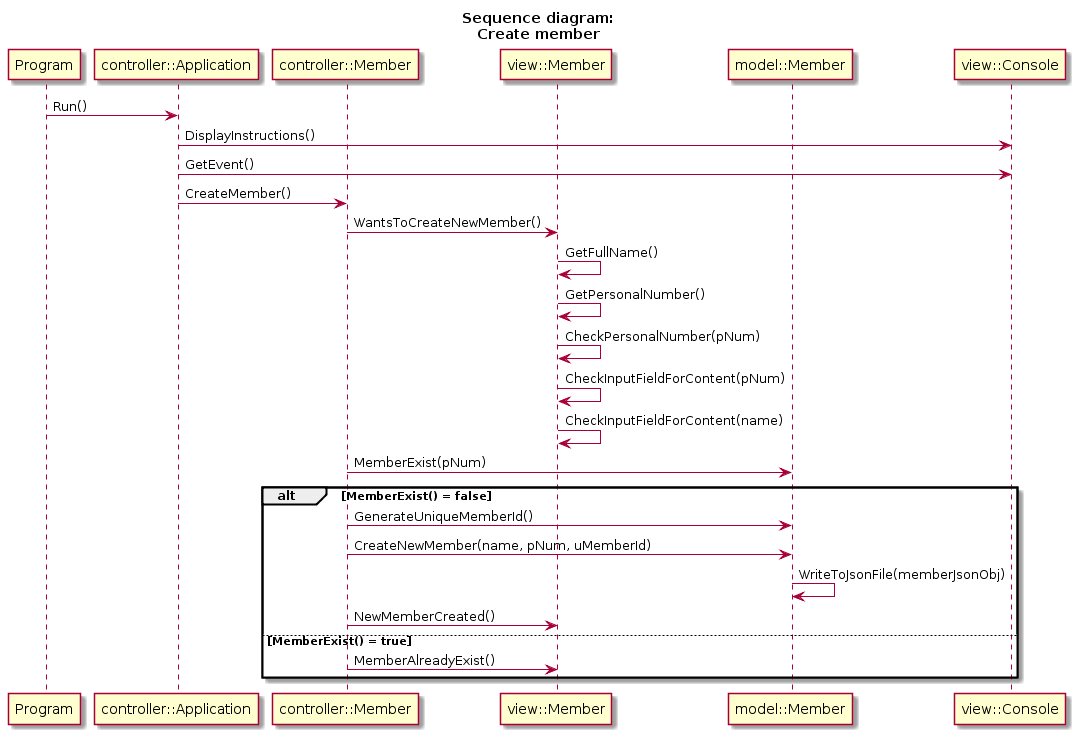 Sequence diagram:
Create member
Program
controller::Application
controller::Member
view::Member
model::Member
view::Console
Run()
DisplayInstructions()
GetEvent()
CreateMember()
WantsToCreateNewMember()
GetFullName()
GetPersonalNumber()
CheckPersonalNumber(pNum)
CheckInputFieldForContent(pNum)
CheckInputFieldForContent(name)
MemberExist(pNum)
alt
[MemberExist() = false]
GenerateUniqueMemberId()
CreateNewMember(name, pNum, uMemberId)
WriteToJsonFile(memberJsonObj)
NewMemberCreated()
[MemberExist() = true]
MemberAlreadyExist()
Program
controller::Application
controller::Member
view::Member
model::Member
view::Console